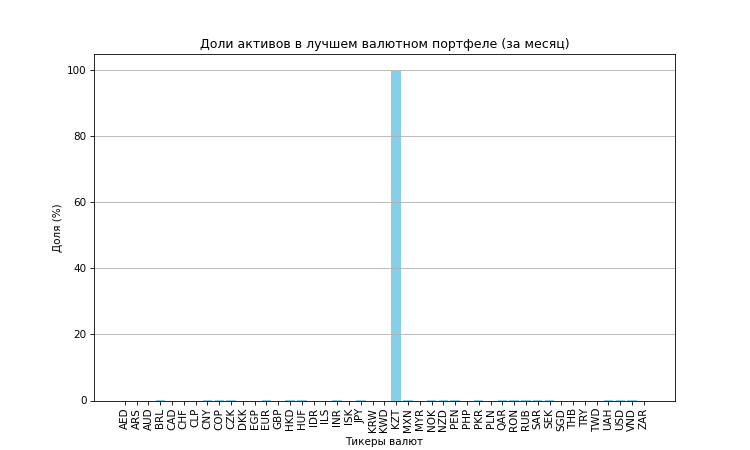 Доли активов в лучшем валютном портфеле (за месяц)
Доля (%)
100
80
60
40
20
0
AED ARS AUD BRL CAD CHF CLP CNY COP CZK DKK EGP EUR GBP HKD HUF IDR ILS INR ISK JPY KRW KWD KZT MXN MYR NOK NZD PEN PHP PKR PLN QAR RON RUB SAR SEK SGD THB TRY TWD UAH USD VND ZAR
Тикеры валют